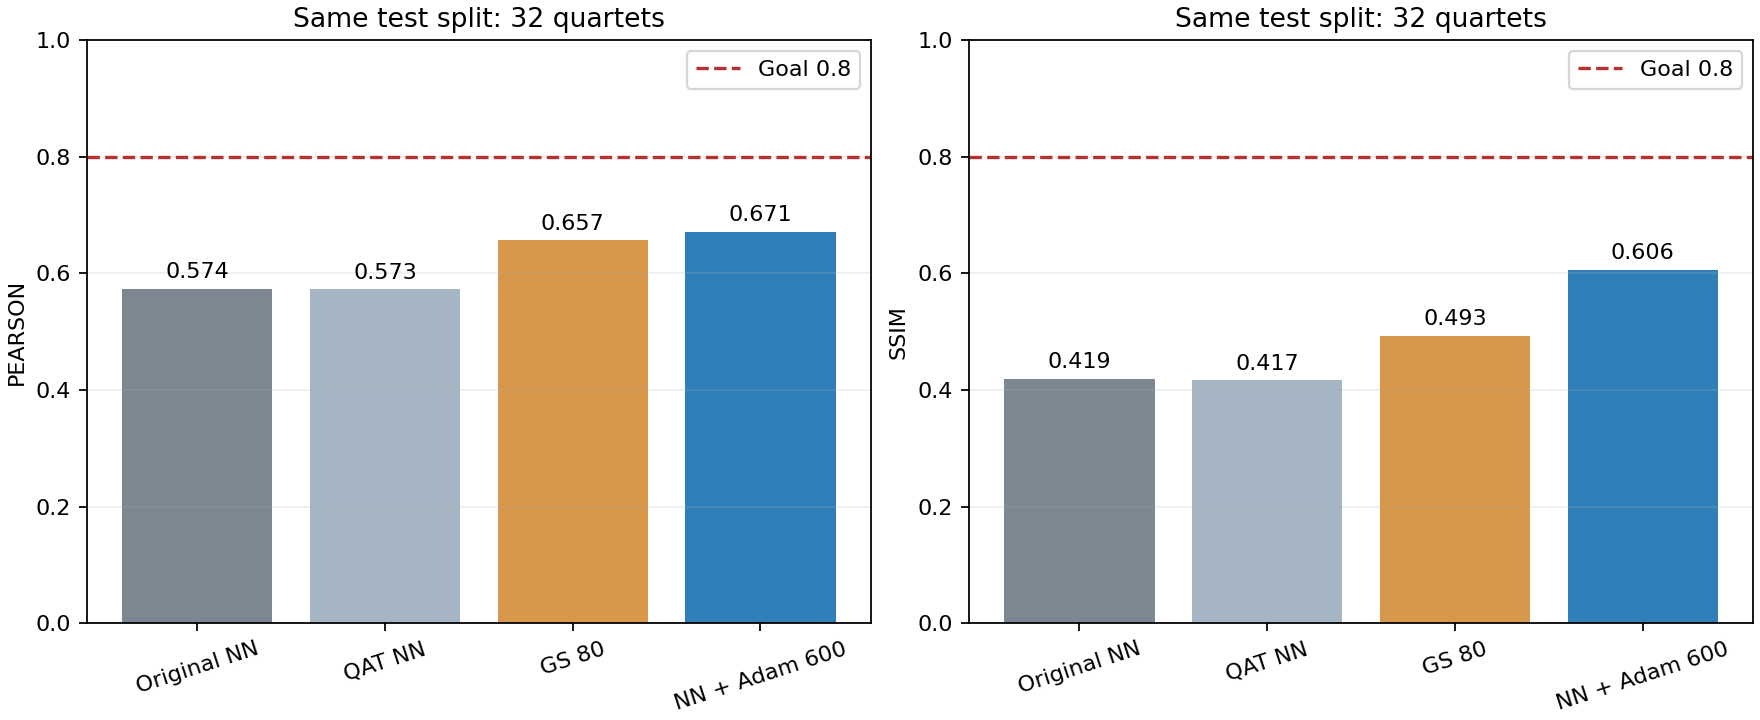 Same test split: 32 quartets
Goal 0.8
PEARSON
1.0
0.8
0.6
0.4
0.2
0.0
0.574
0.573
0.657
0.671
Original NN
QAT NN
GS 80
NN + Adam 600
Same test split: 32 quartets
Goal 0.8
SSIM
1.0
0.8
0.6
0.4
0.2
0.0
0.419
0.417
0.493
0.606
Original NN
QAT NN
GS 80
NN + Adam 600